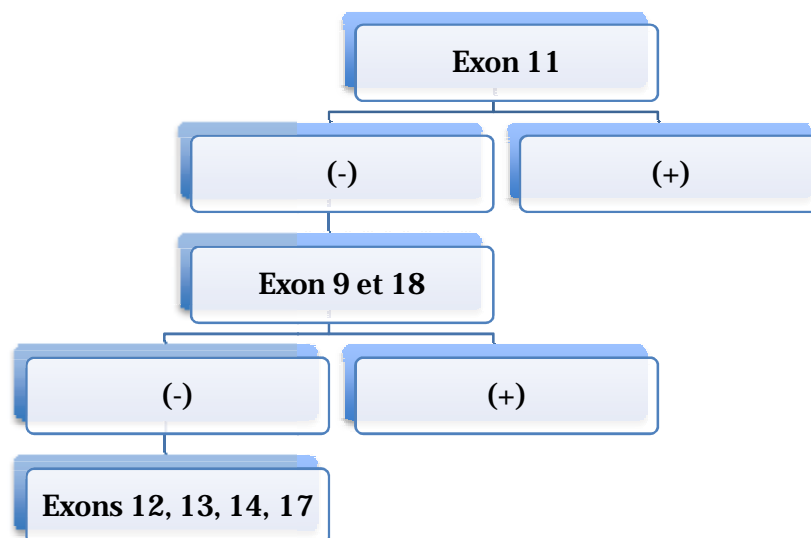 Exon 11
(-)
(+)
Exon 9 et 18
(-)
(+)
Exons 12, 13, 14, 17